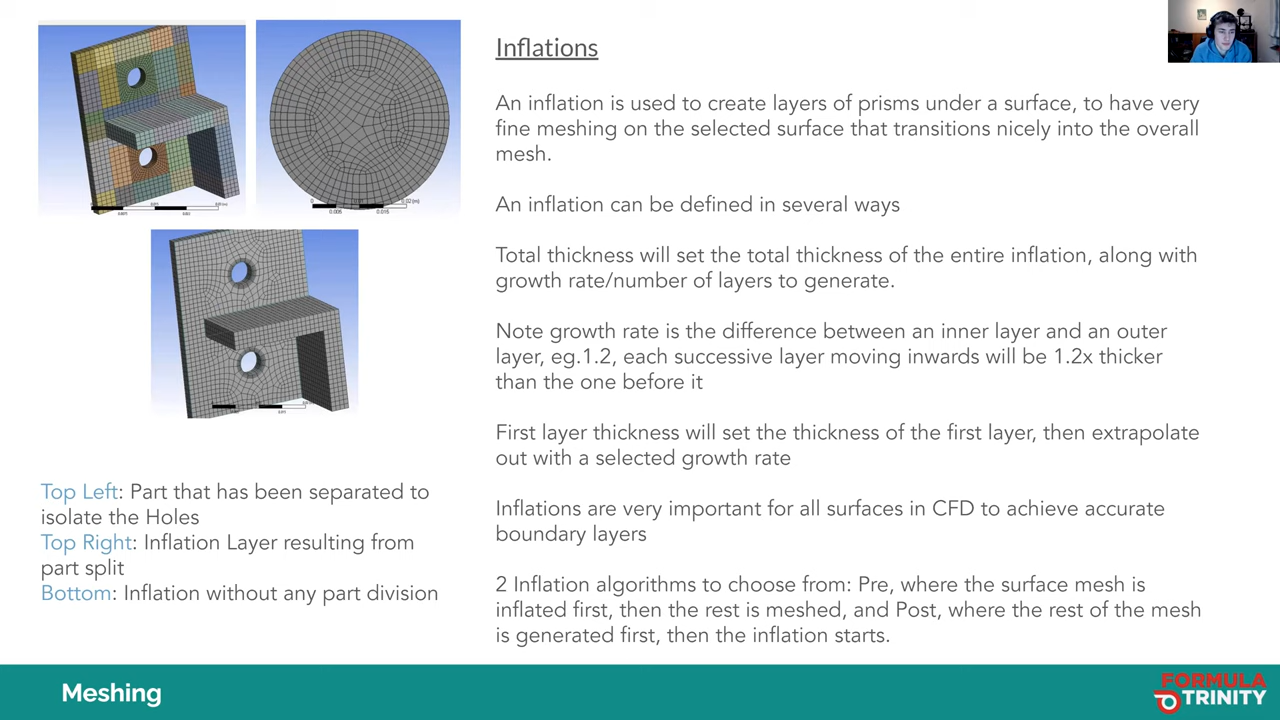 Inflations
An inflation is used to create layers of prisms under a surface, to have very
fine meshing on the selected surface that transitions nicely into the overall
mesh.
An inflation can be defined in several ways
Total thickness will set the total thickness of the entire inflation, along with
growth rate/number of layers to generate.
Note growth rate is the difference between an inner layer and an outer
layer, eg.1.2, each successive layer moving inwards will be 1.2x thicker
than the one before it
First layer thickness will set the thickness of the first layer, then extrapolate
out with a selected growth rate
Inflations are very important for all surfaces in CFD to achieve accurate
boundary layers
2 Inflation algorithms to choose from: Pre, where the surface mesh is
inflated first, then the rest is meshed, and Post, where the rest of the mesh
is generated first, then the inflation starts.
0.005
0.015
Top Left: Part that has been separated to
isolate the Holes
Top Right: Inflation Layer resulting from
part split
Bottom: Inflation without any part division
Meshing
FORMULA
TRINITY